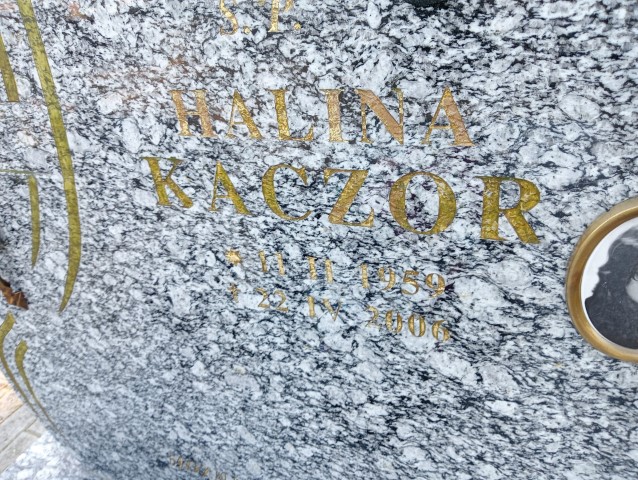 Ś.P.
HALINA
KACZOR
* 11 II 1959
† 22 IV 2006